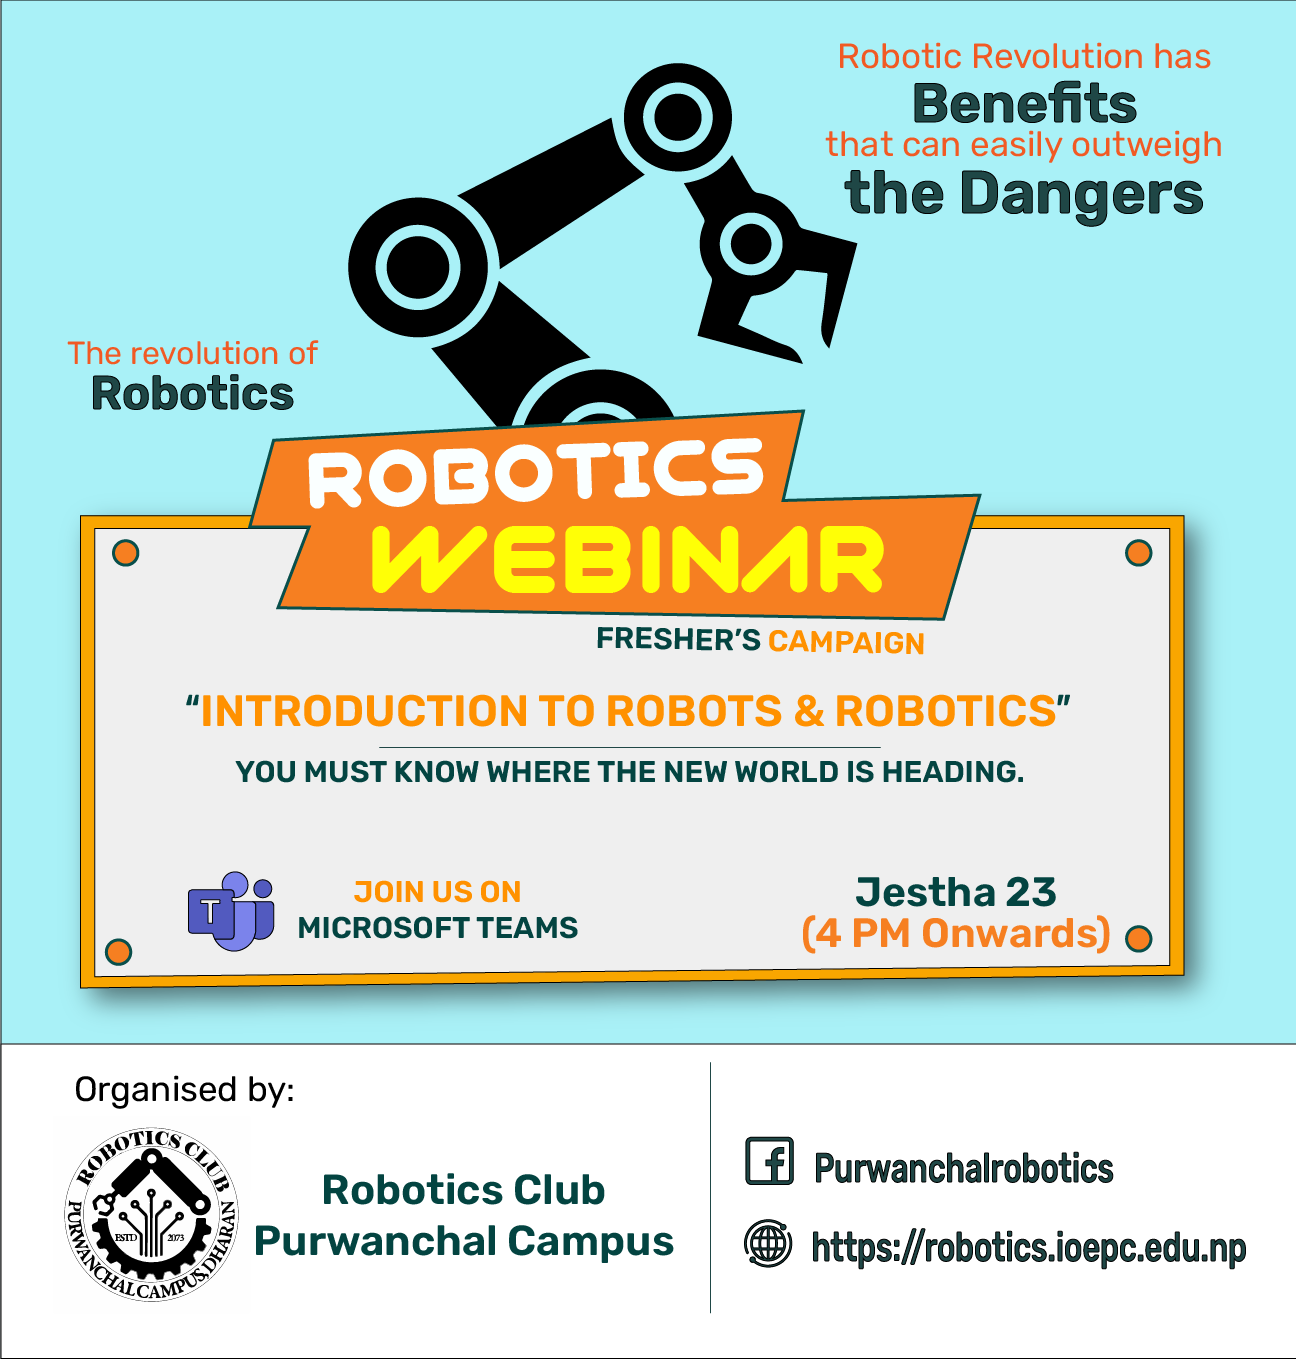 Robotic Revolution has
Benefits
that can easily outweigh
the Dangers
The revolution of
Robotics
ROBOTICS
WEBINAR
FRESHER’S CAMPAIGN
“INTRODUCTION TO ROBOTS & ROBOTICS”
YOU MUST KNOW WHERE THE NEW WORLD IS HEADING.
T
JOIN US ON
MICROSOFT TEAMS
Jestha 23
(4 PM Onwards)
Organised by:
ROBOTICS CLUB
ESTD 2073
PURWANCHAL CAMPUS, DHARAN
Robotics Club
Purwanchal Campus
Purwanchalrobotics
https://robotics.ioepc.edu.np